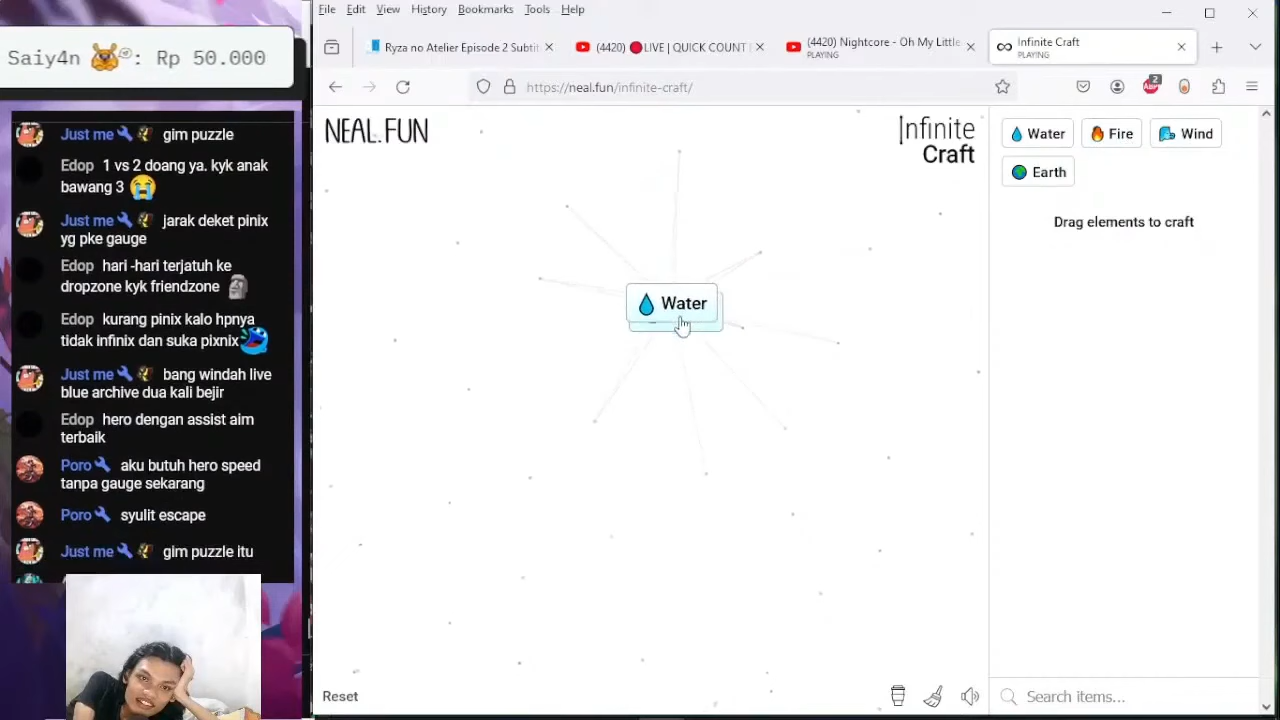 File Edit View History Bookmarks Tools Help
Saiy4n : Rp 50.000
Ryza no Atelier Episode 2 Subtit
(4420) LIVE | QUICK COUNT
(4420) Nightcore - Oh My Little
PLAYING
Infinite Craft
PLAYING
https://neal.fun/infinite-craft/
2
ABP
NEAL.FUN
Infinite
Craft
Water
Fire
Wind
Earth
Drag elements to craft
Water
Just me gim puzzle
Edop 1 vs 2 doang ya. kyk anak
bawang 3
Just me jarak deket pinix
yg pke gauge
Edop hari -hari terjatuh ke
dropzone kyk friendzone
Edop kurang pinix kalo hpnya
tidak infinix dan suka pixnix
Just me bang windah live
blue archive dua kali bejir
Edop hero dengan assist aim
terbaik
Poro aku butuh hero speed
tanpa gauge sekarang
Poro syulit escape
Just me gim puzzle itu
Reset
Search items...